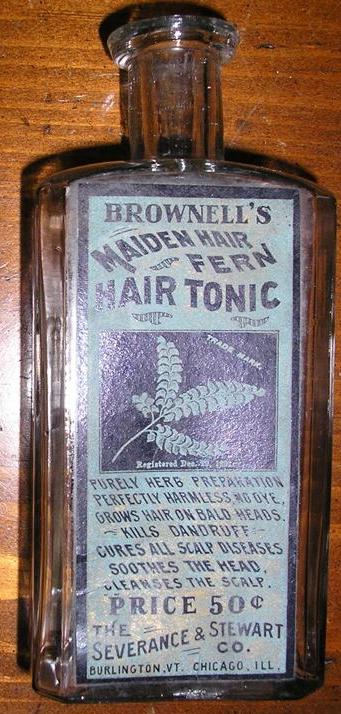 BROWNELL'S
MAIDEN HAIR
FERN
HAIR TONIC
TRADE MARK.
Registered Dec.
PURELY HERB PREPARATION
PERFECTLY HARMLESS, NO DYE,
GROWS HAIR ON BALD HEADS.
KILLS DANDRUFF
CURES ALL SCALP DISEASES
SOOTHES THE HEAD,
CLEANSES THE SCALP.
PRICE 50¢
THE
SEVERANCE & STEWART
CO.
BURLINGTON, VT. CHICAGO, ILL,